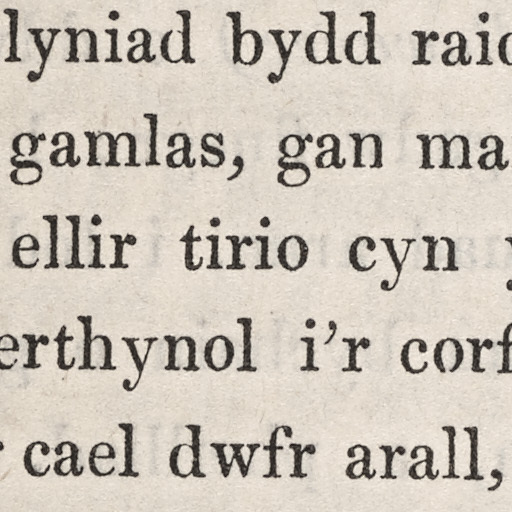 lyniad bydd raid
gamlas, gan ma
ellir tirio cyn y
erthynol i'r corf
cael dwfr arall,